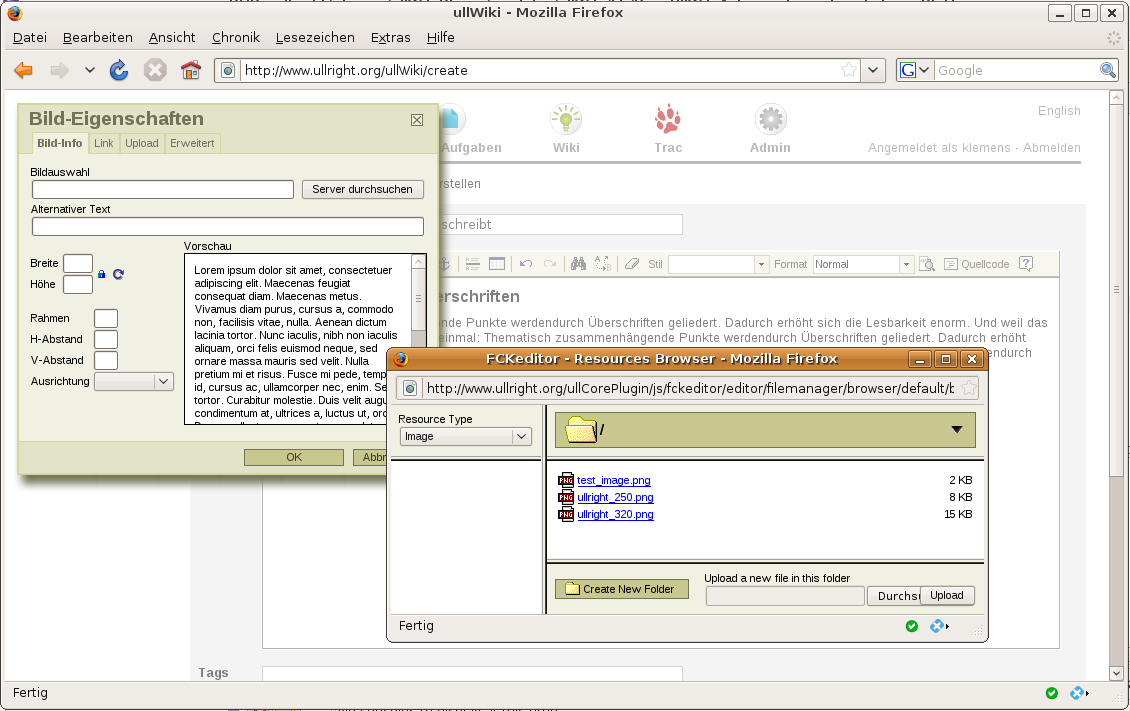 ullWiki - Mozilla Firefox
Datei Bearbeiten Ansicht Chronik Lesezeichen Extras Hilfe
http://www.ullright.org/ullWiki/create
Google
English
Aufgaben Wiki Trac Admin
Angemeldet als klemens - Abmelden
Bild-Eigenschaften
Bild-Info Link Upload Erweitert
Bildauswahl
Server durchsuchen
Alternativer Text
Breite
Höhe
Rahmen
H-Abstand
V-Abstand
Ausrichtung
Vorschau
Lorem ipsum dolor sit amet, consectetuer
adipiscing elit. Maecenas feugiat
consequat diam. Maecenas metus.
Vivamus diam purus, cursus a, commodo
non, facilisis vitae, nulla. Aenean dictum
lacinia tortor. Nunc iaculis, nibh non iaculis
aliquam, orci felis euismod neque, sed
ornare massa mauris sed velit. Nulla
pretium mi et risus. Fusce mi pede, temp
id, cursus ac, ullamcorper nec, enim. Se
tortor. Curabitur molestie. Duis velit augu
condimentum at, ultrices a, luctus ut, orc
OK
Abbr
rstellen
schreibt
Stil
Format Normal
Quellcode
erschriften
nde Punkte werdendurch Überschriften geliedert. Dadurch erhöht sich die Lesbarkeit enorm. Und weil das
einmal: Thematisch zusammenhängende Punkte werdendurch Überschriften geliedert. Dadurch erhöht
endurch
FCKeditor - Resources Browser - Mozilla Firefox
http://www.ullright.org/ullCorePlugin/js/fckeditor/editor/filemanager/browser/default/b
Resource Type
Image
/
test_image.png 2 KB
ullright_250.png 8 KB
ullright_320.png 15 KB
Create New Folder
Upload a new file in this folder
Durchsu Upload
Fertig
Tags
Fertig